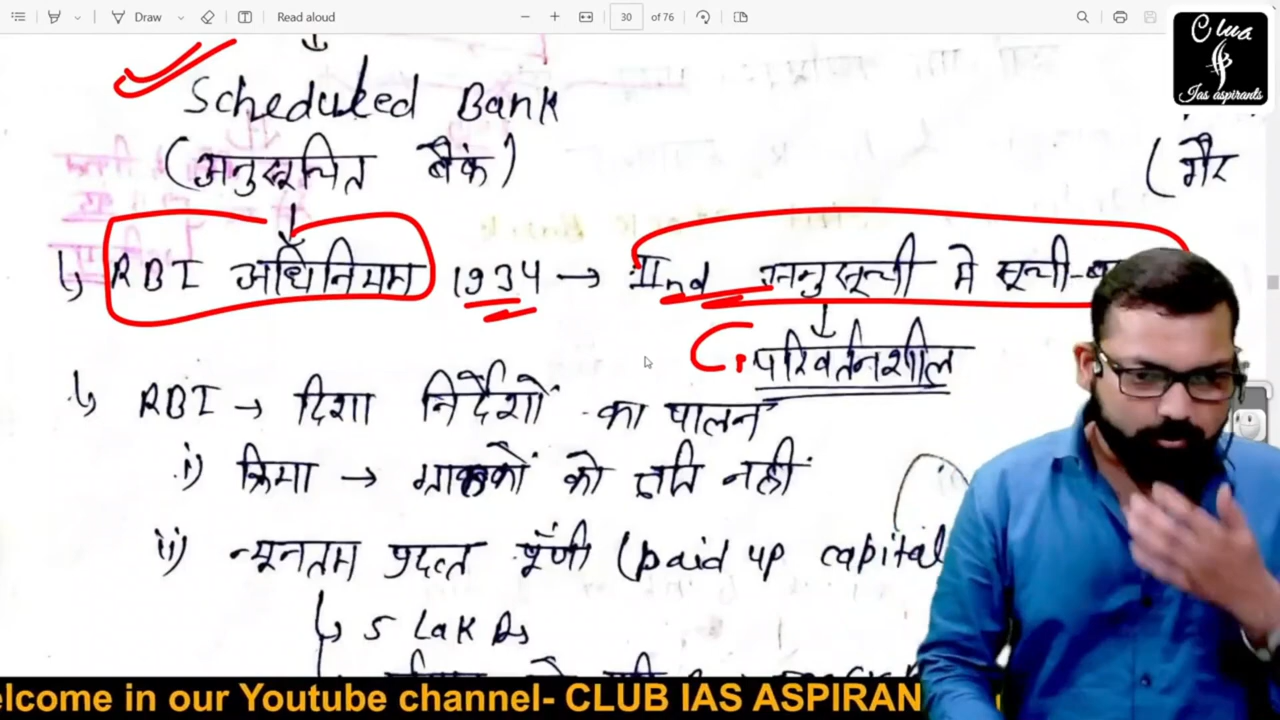 Draw
Read aloud
30 of 76
Club
Ias aspirants
Scheduled Bank
(अनुसूचित बैंक)
(गैर
RBI अधिनियम 1934 → IInd अनुसूची मे सूची-ब
परिवर्तनशील
RBI → दिशा निर्देशों का पालन
i) क्रिया → ग्राहकों को क्षति नहीं
ii) न्यूनतम प्रदत्त पूँजी (paid up capital
5 Lakhs
elcome in our Youtube channel- CLUB IAS ASPIRAN